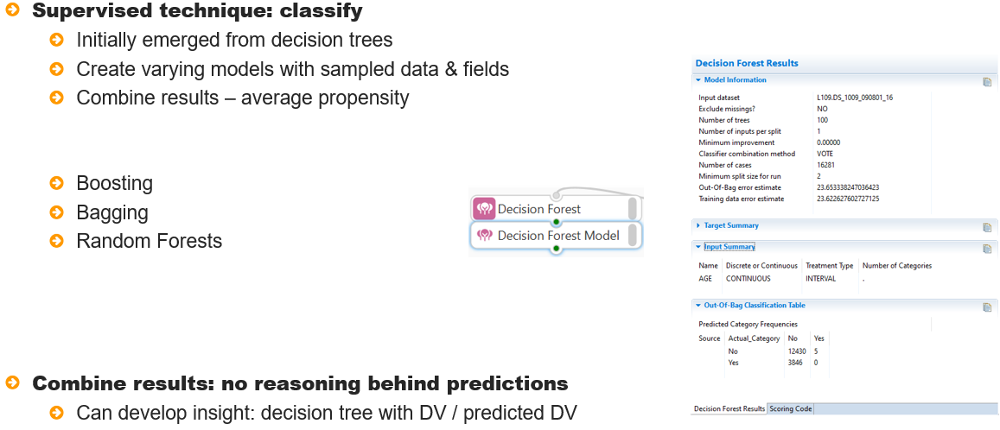 Supervised technique: classify
Initially emerged from decision trees
Create varying models with sampled data & fields
Combine results – average propensity
Boosting
Bagging
Random Forests
Decision Forest
Decision Forest Model
Decision Forest Results
Model Information
Input dataset L109.DS_1009_090801_16
Exclude missings? NO
Number of trees 100
Number of inputs per split 1
Minimum improvement 0.00000
Classifier combination method VOTE
Number of cases 16281
Minimum split size for run 2
Out-Of-Bag error estimate 23.653338247036423
Training data error estimate 23.622627602727125
Target Summary
Input Summary
Name Discrete or Continuous Treatment Type Number of Categories
AGE CONTINUOUS INTERVAL .
Out-Of-Bag Classification Table
Predicted Category Frequencies
Source Actual_Category No Yes
No 12430 5
Yes 3846 0
Decision Forest Results Scoring Code
Combine results: no reasoning behind predictions
Can develop insight: decision tree with DV / predicted DV